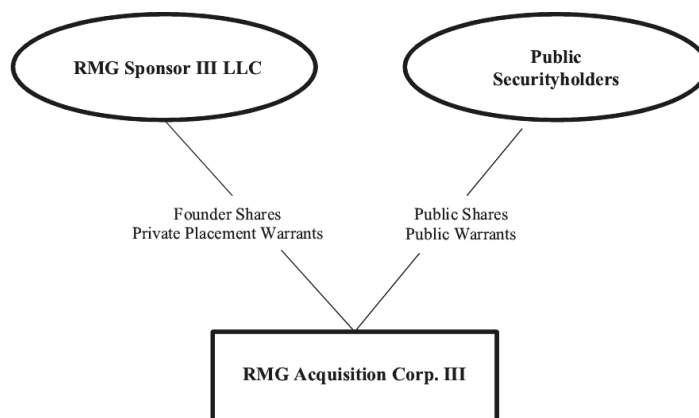 RMG Sponsor III LLC
Public
Securityholders
Founder Shares
Private Placement Warrants
Public Shares
Public Warrants
RMG Acquisition Corp. III